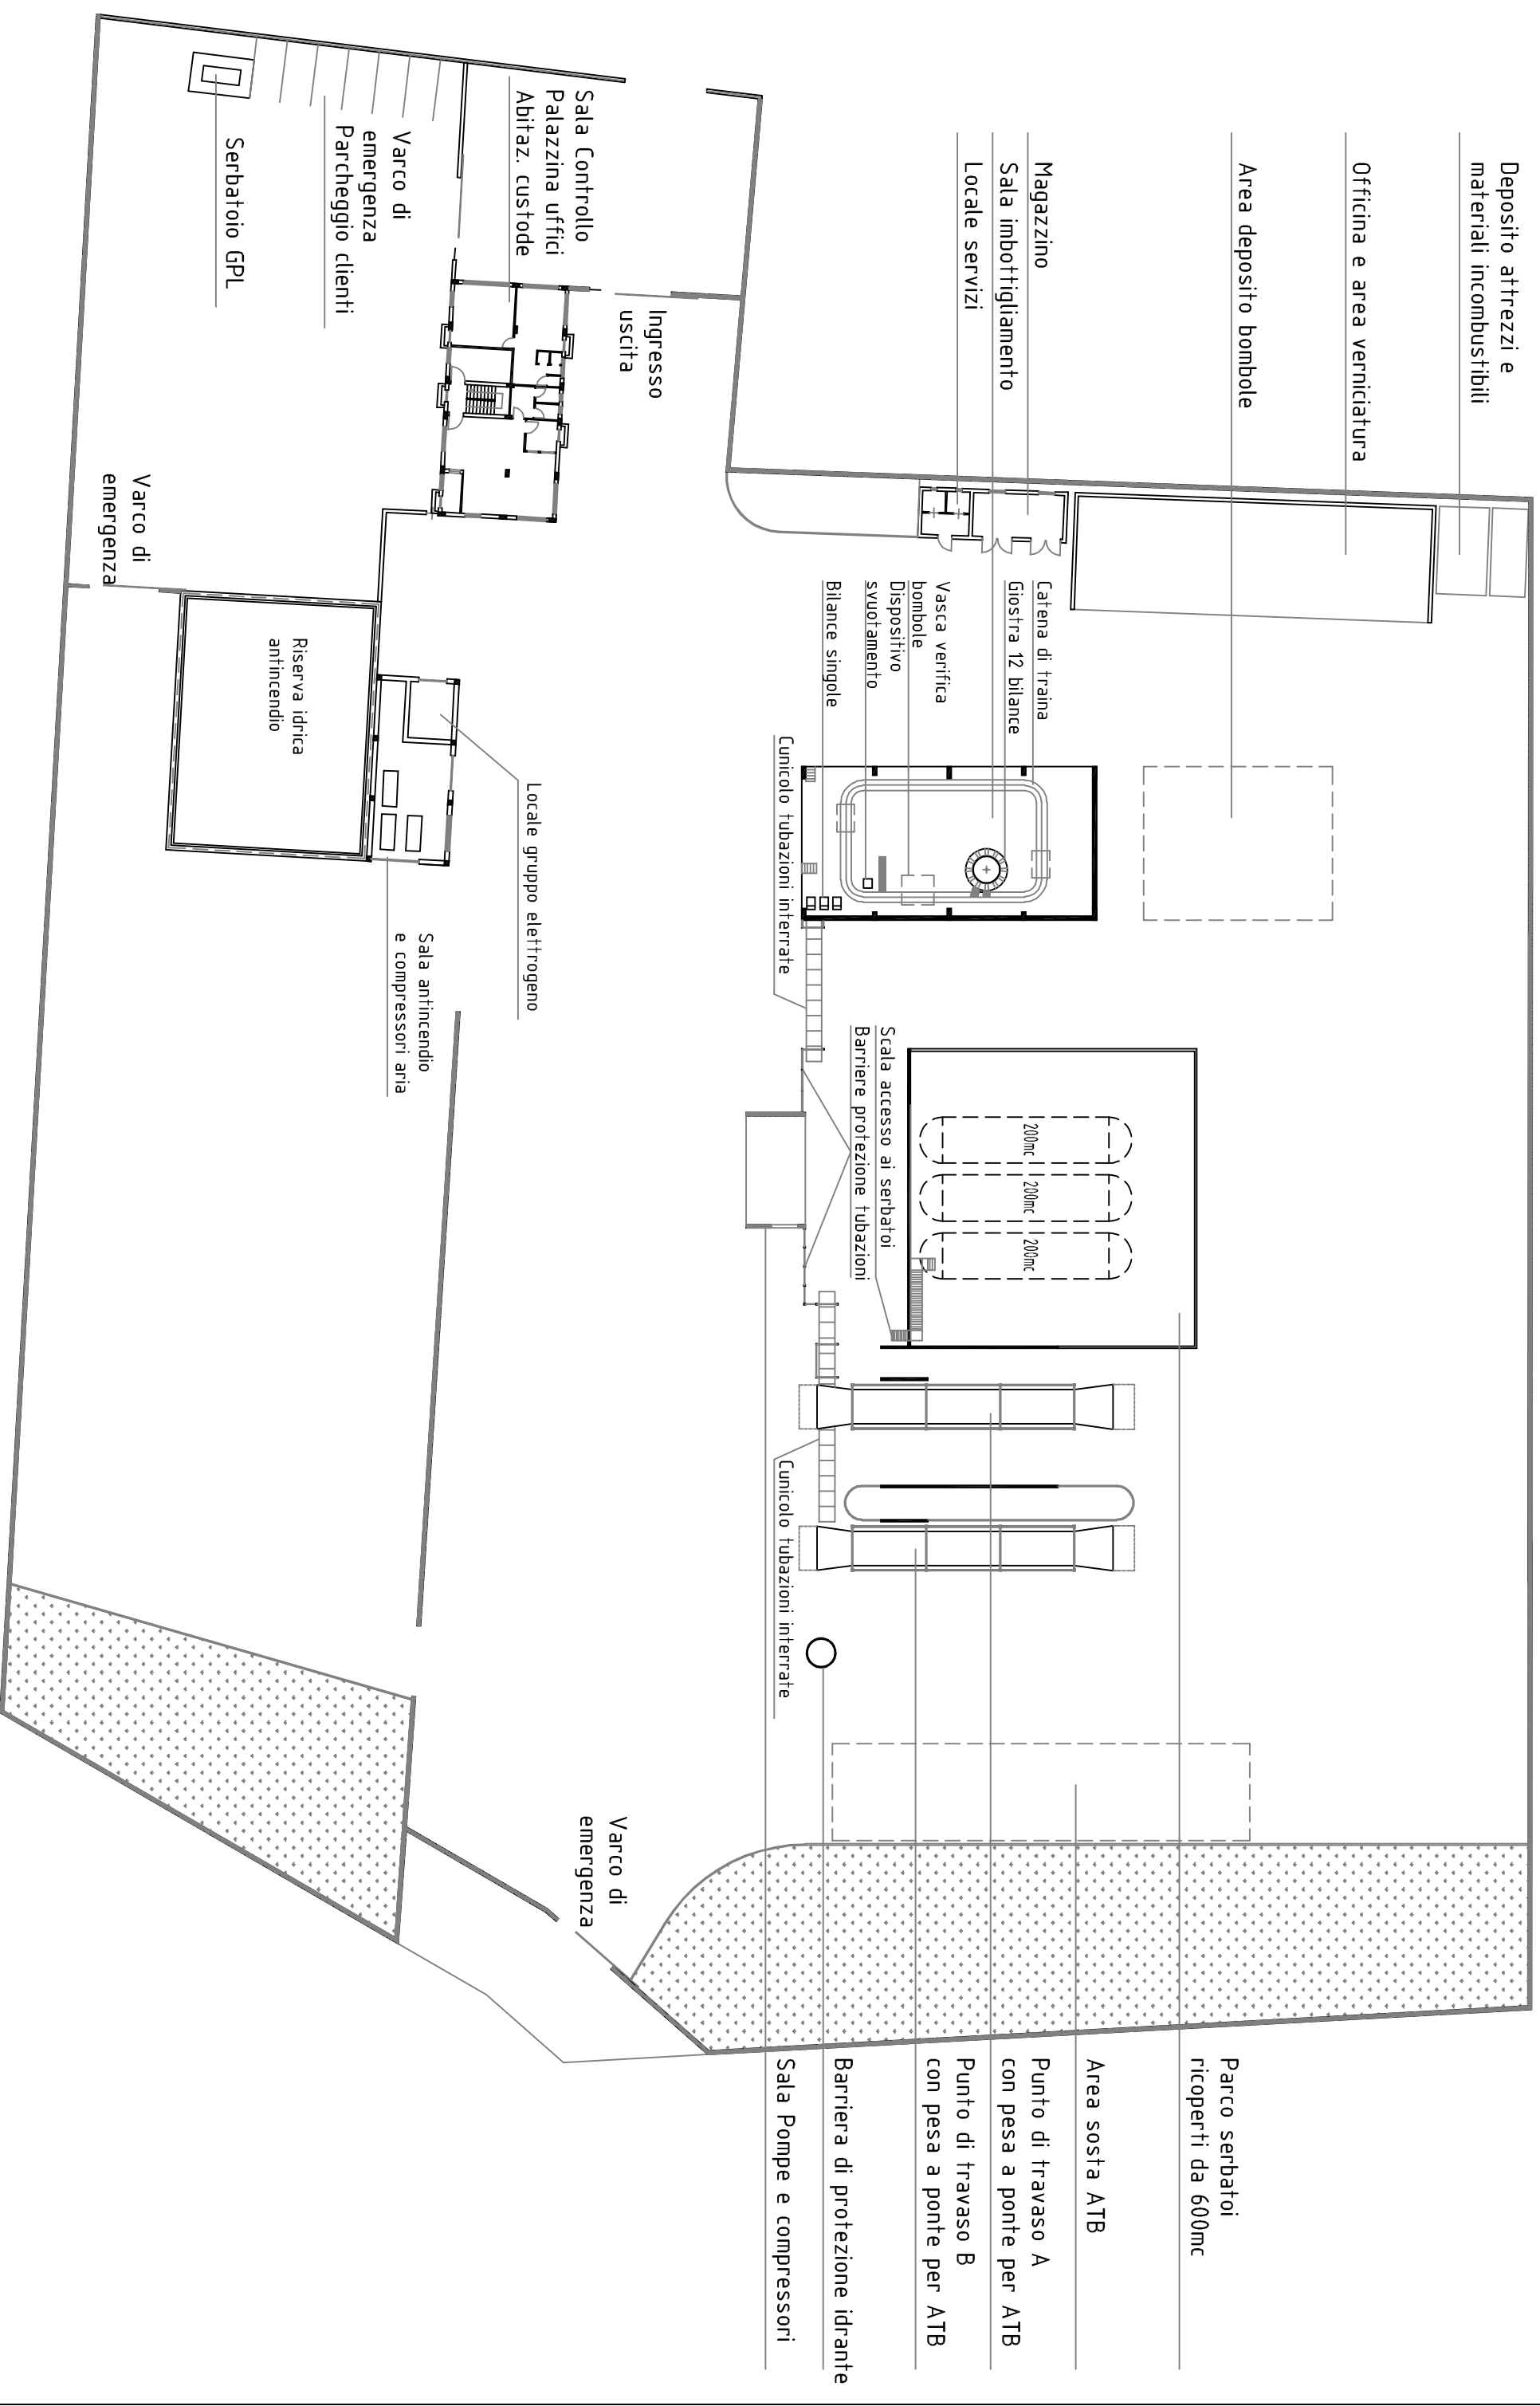 Deposito attrezzi e
materiali incombustibili
Officina e area verniciatura
Area deposito bombole
Magazzino
Sala imbottigliamento
Locale servizi
Sala Controllo
Palazzina uffici
Abitaz. custode
Varco di
emergenza
Parcheggio clienti
Serbatoio GPL
Ingresso
uscita
Varco di
emergenza
Catena di traina
Giostra 12 bilance
Vasca verifica
bombole
Dispositivo
svuotamento
Bilance singole
Riserva idrica
antincendio
Cunicolo tubazioni interrate
Locale gruppo elettrogeno
Sala antincendio
e compressori aria
Scala accesso ai serbatoi
Barriere protezione tubazioni
200mc
200mc
200mc
Cunicolo tubazioni interrate
Varco di
emergenza
Parco serbatoi
ricoperti da 600mc
Area sosta ATB
Punto di travaso A
con pesa a ponte per ATB
Punto di travaso B
con pesa a ponte per ATB
Barriera di protezione idrante
Sala Pompe e compressori